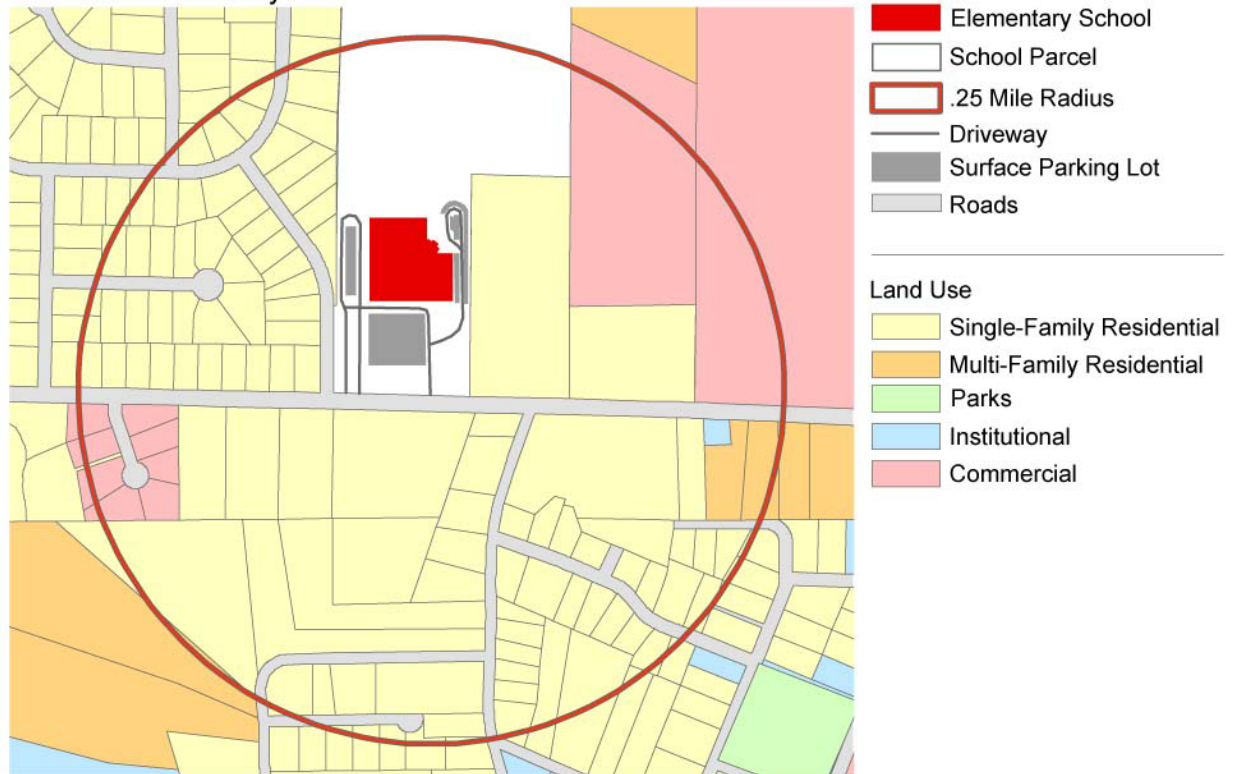 Elementary School
School Parcel
.25 Mile Radius
Driveway
Surface Parking Lot
Roads
Land Use
Single-Family Residential
Multi-Family Residential
Parks
Institutional
Commercial